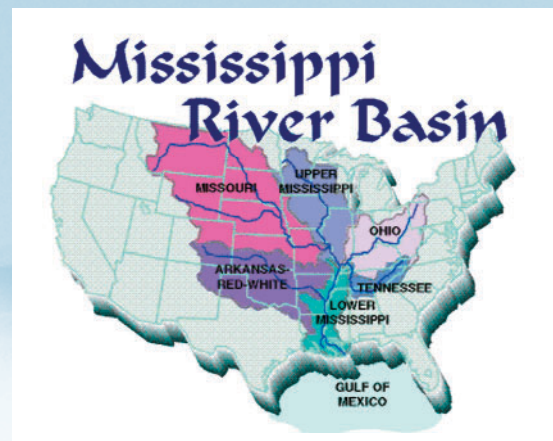 Mississippi
River Basin
MISSOURI
UPPER
MISSISSIPPI
OHIO
ARKANSAS-
RED-WHITE
TENNESSEE
LOWER
MISSISSIPPI
GULF OF
MEXICO